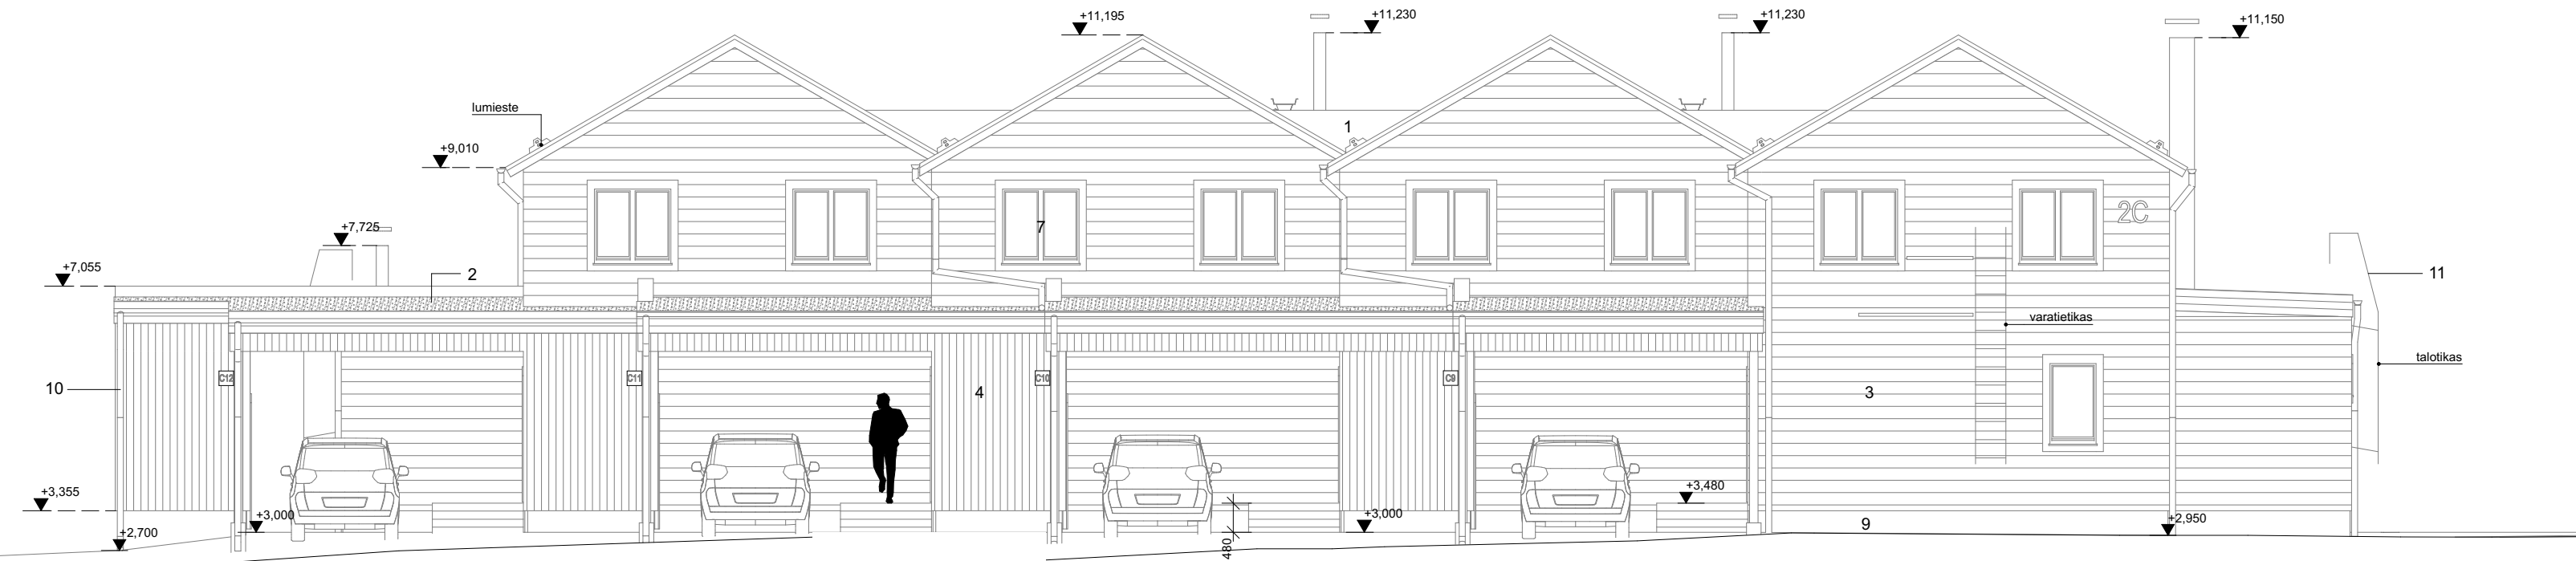 +11,195
+11,230
+11,230
+11,150
lumieste
1
+9,010
2C
+7,725
7
+7,055
2
11
varatietikas
talotikas
10
C12
C11
C10
C9
4
3
+3,355
+3,480
+3,000
+3,000
9
+2,950
+2,700
480